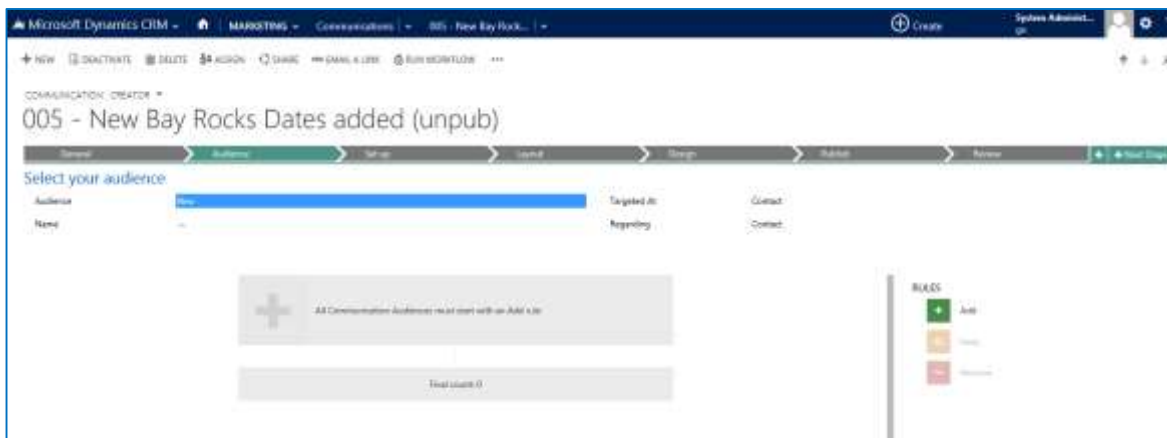 Microsoft Dynamics CRM MARKETING Communications 005 - New Bay Rock... Create System Administ...
+ NEW DEACTIVATE DELETE ASSIGN SHARE EMAIL A LINK RUN WORKFLOW ...
COMMUNICATION: CREATOR
005 - New Bay Rocks Dates added (unpub)
General Audience Set up Layout Design Publish Review Next Stage
Select your audience
Audience New Targeted At Contact
Name -- Regarding Contact
RULES
All Communication Audiences must start with an Add rule
Add
Final count: 0